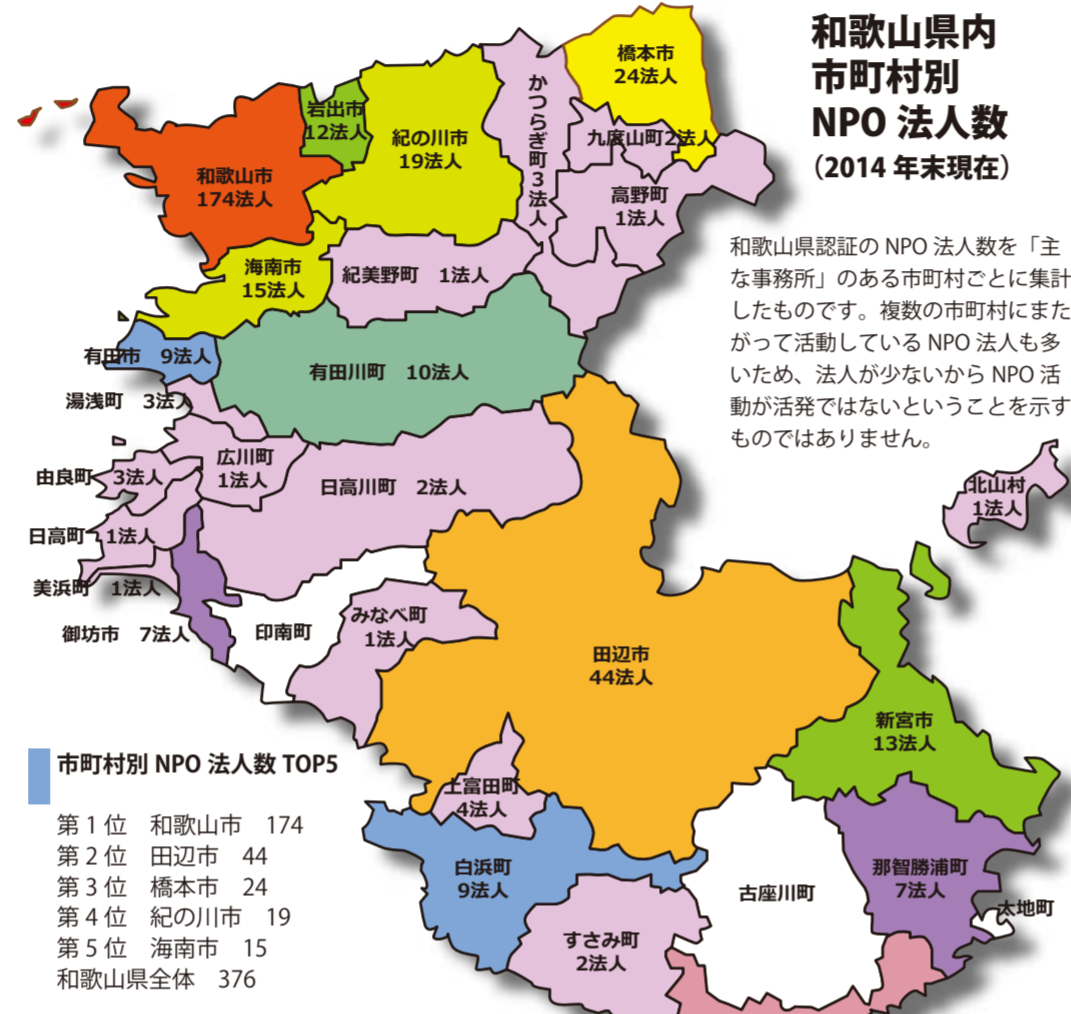 和歌山県内
市町村別
NPO 法人数
（2014 年末現在）
和歌山県認証の NPO 法人数を「主
な事務所」のある市町村ごとに集計
したものです。複数の市町村にまた
がって活動している NPO 法人も多
いため、法人が少ないから NPO 活
動が活発ではないということを示す
ものではありません。
橋本市
24法人
岩出市
12法人
紀の川市
19法人
かつらぎ町3法人
九度山町2法人
和歌山市
174法人
高野町
1法人
海南市
15法人
紀美野町　1法人
有田市　9法人
有田川町　10法人
湯浅町　3法人
広川町
1法人
由良町　3法人
日高川町　2法人
北山村
1法人
日高町　1法人
美浜町　1法人
御坊市　7法人
印南町
みなべ町
1法人
田辺市
44法人
新宮市
13法人
上富田町
4法人
白浜町
9法人
古座川町
那智勝浦町
7法人
太地町
すさみ町
2法人
市町村別 NPO 法人数 TOP5
第 1 位　和歌山市　174
第 2 位　田辺市　44
第 3 位　橋本市　24
第 4 位　紀の川市　19
第 5 位　海南市　15
和歌山県全体　376